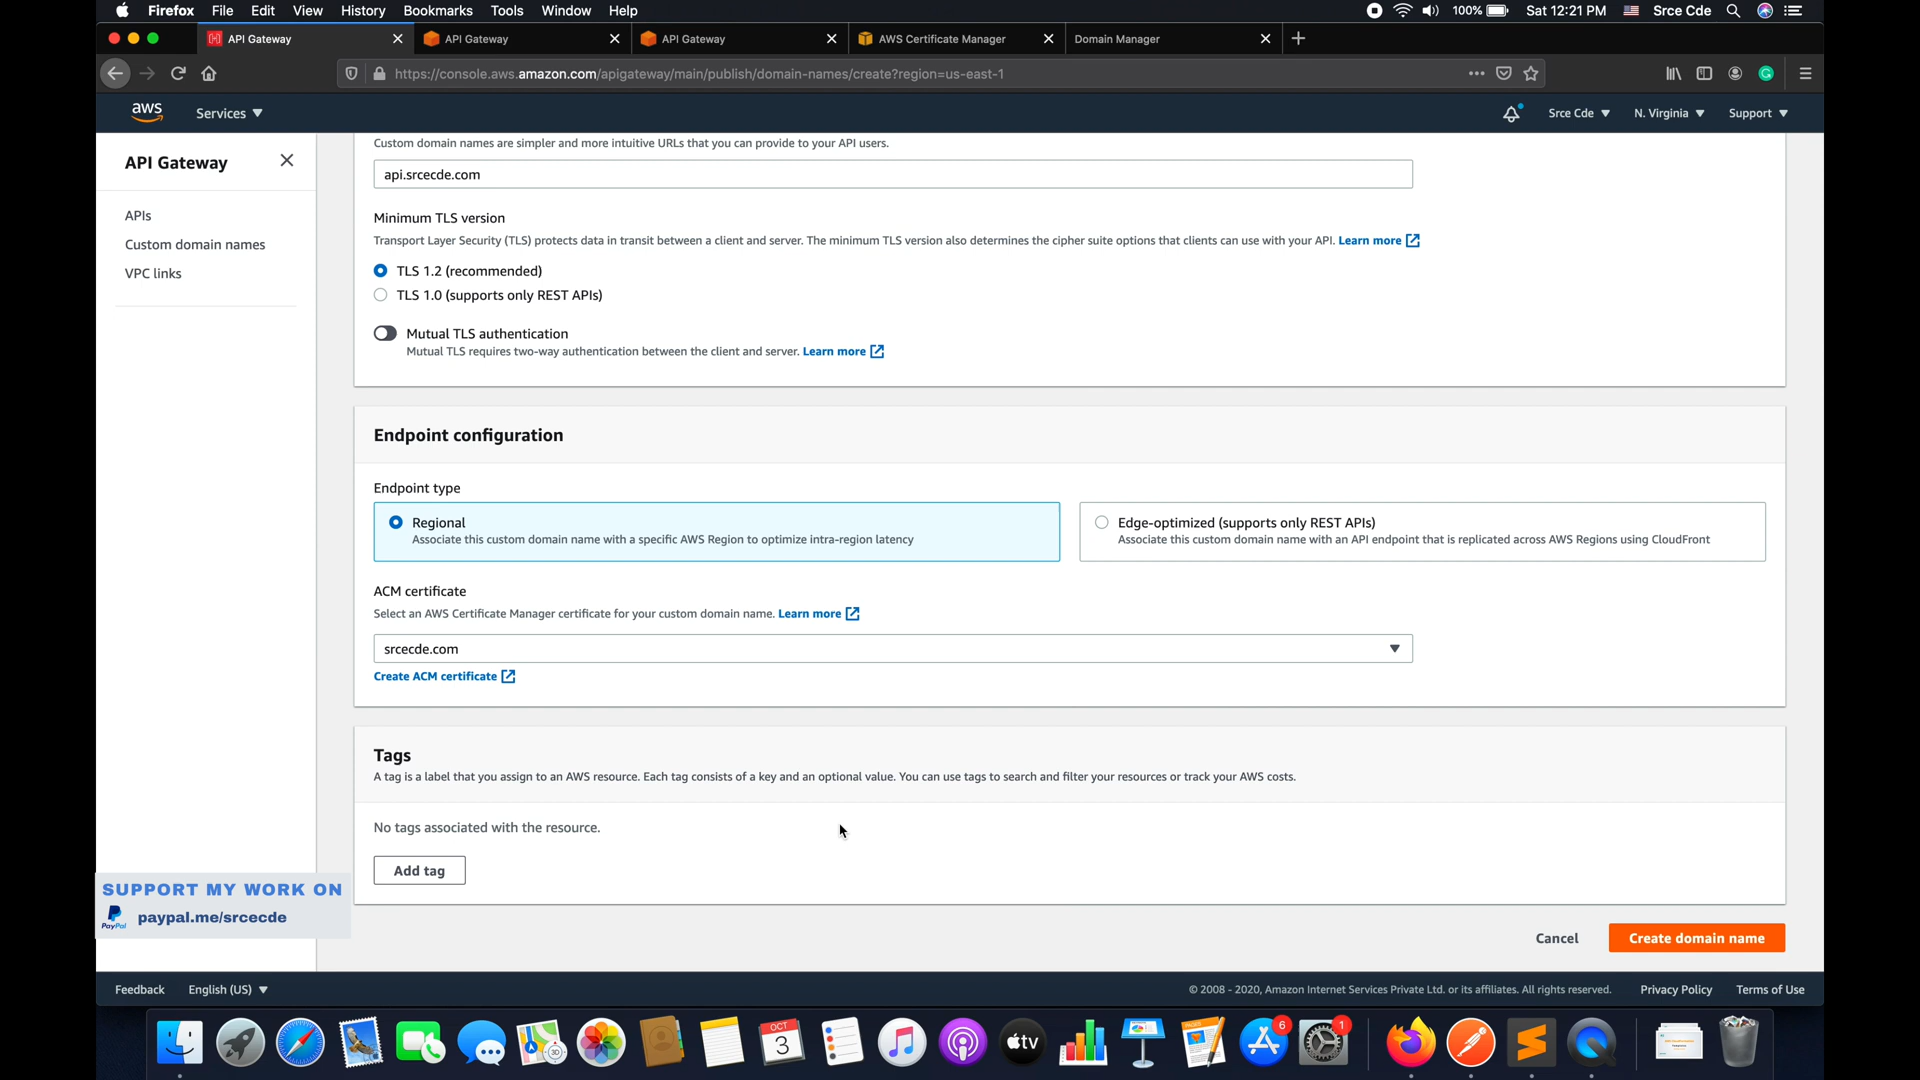 Firefox File Edit View History Bookmarks Tools Window Help 100% Sat 12:21 PM Srce Cde
API Gateway API Gateway API Gateway AWS Certificate Manager Domain Manager
https://console.aws.amazon.com/apigateway/main/publish/domain-names/create?region=us-east-1
aws Services Srce Cde N. Virginia Support
API Gateway
APIs
Custom domain names
VPC links
Custom domain names are simpler and more intuitive URLs that you can provide to your API users.
api.srcecde.com
Minimum TLS version
Transport Layer Security (TLS) protects data in transit between a client and server. The minimum TLS version also determines the cipher suite options that clients can use with your API. Learn more
TLS 1.2 (recommended)
TLS 1.0 (supports only REST APIs)
Mutual TLS authentication
Mutual TLS requires two-way authentication between the client and server. Learn more
Endpoint configuration
Endpoint type
Regional
Associate this custom domain name with a specific AWS Region to optimize intra-region latency
Edge-optimized (supports only REST APIs)
Associate this custom domain name with an API endpoint that is replicated across AWS Regions using CloudFront
ACM certificate
Select an AWS Certificate Manager certificate for your custom domain name. Learn more
srcecde.com
Create ACM certificate
Tags
A tag is a label that you assign to an AWS resource. Each tag consists of a key and an optional value. You can use tags to search and filter your resources or track your AWS costs.
No tags associated with the resource.
Add tag
SUPPORT MY WORK ON
PayPal paypal.me/srcecde
Cancel Create domain name
Feedback English (US) © 2008 - 2020, Amazon Internet Services Private Ltd. or its affiliates. All rights reserved. Privacy Policy Terms of Use
3D OCT 3 tv PAGES 6 1